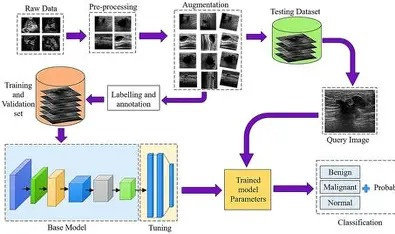 Raw Data
Pre-processing
Augmentation
Testing Dataset
Training
and
Validation
set
Labelling and
annotation
Query Image
Base Model
Tuning
Trained
model
Parameters
Benign
Malignant
Normal
Probab
Classification